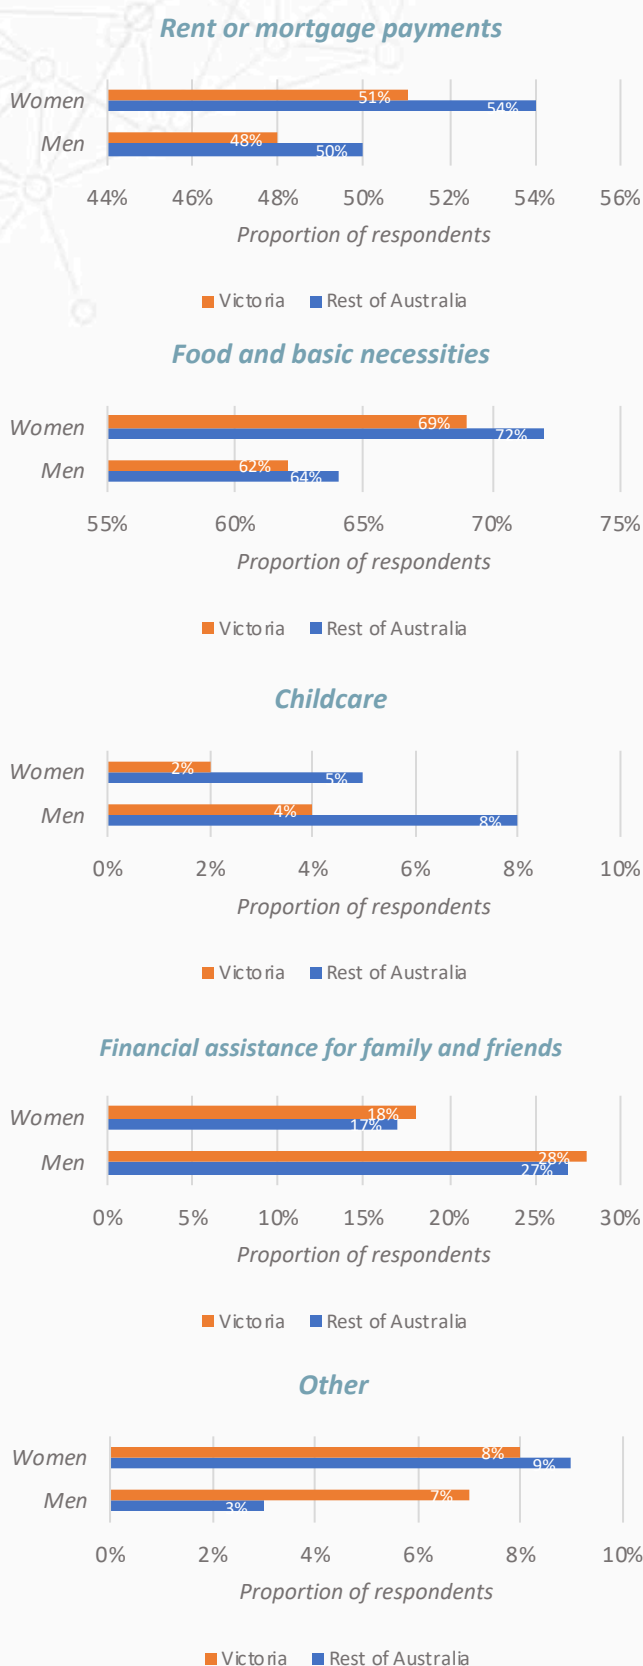 Rent or mortgage payments
Women
51%
54%
Men
48%
50%
44% 46% 48% 50% 52% 54% 56%
Proportion of respondents
Victoria Rest of Australia
Food and basic necessities
Women
69%
72%
Men
62%
64%
55% 60% 65% 70% 75%
Proportion of respondents
Victoria Rest of Australia
Childcare
Women
2%
5%
Men
4%
8%
0% 2% 4% 6% 8% 10%
Proportion of respondents
Victoria Rest of Australia
Financial assistance for family and friends
Women
18%
17%
Men
28%
27%
0% 5% 10% 15% 20% 25% 30%
Proportion of respondents
Victoria Rest of Australia
Other
Women
8%
9%
Men
7%
3%
0% 2% 4% 6% 8% 10%
Proportion of respondents
Victoria Rest of Australia